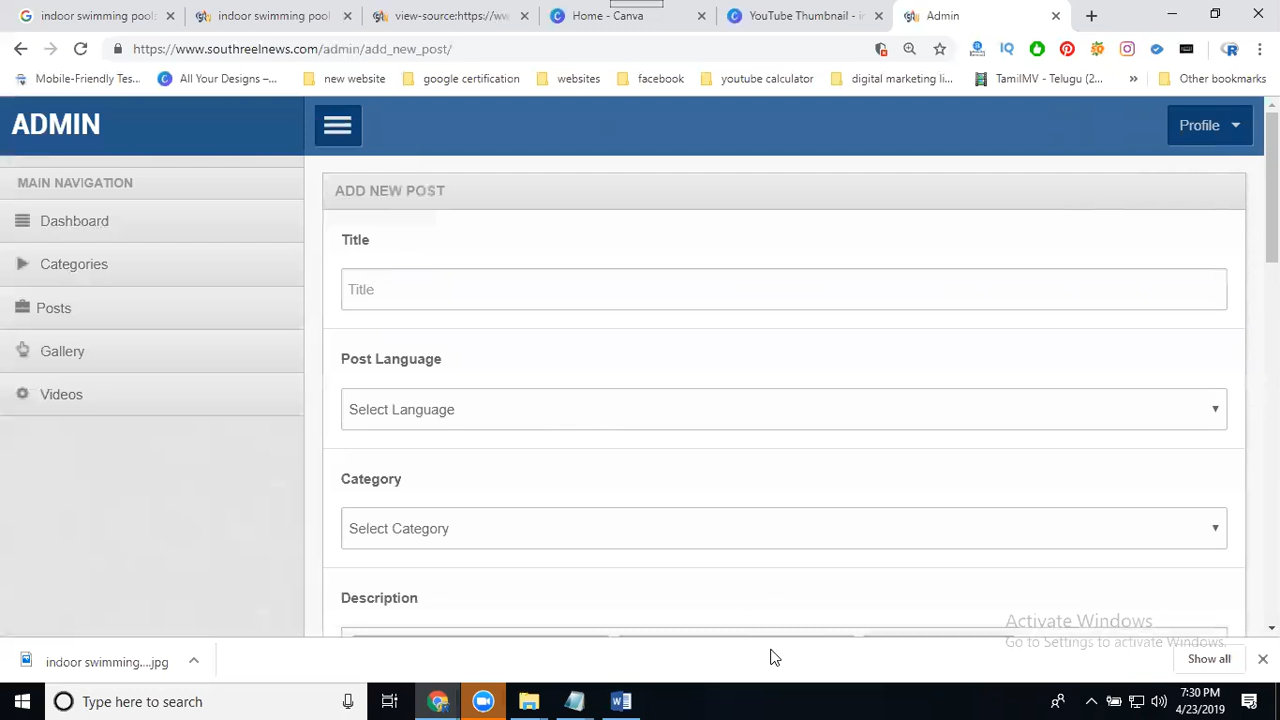 indoor swimming pools
indoor swimming pool
view-source:https://ww
Home - Canva
YouTube Thumbnail - in
Admin
https://www.southreelnews.com/admin/add_new_post/
Mobile-Friendly Tes...
All Your Designs –...
new website
google certification
websites
facebook
youtube calculator
digital marketing li...
TamilMV - Telugu (2...
»
Other bookmarks
ADMIN
Profile
MAIN NAVIGATION
Dashboard
Categories
Posts
Gallery
Videos
ADD NEW POST
Title
Title
Post Language
Select Language
Category
Select Category
Description
Activate Windows
Go to Settings to activate Windows.
indoor swimming....jpg
Show all
Type here to search
7:30 PM
4/23/2019